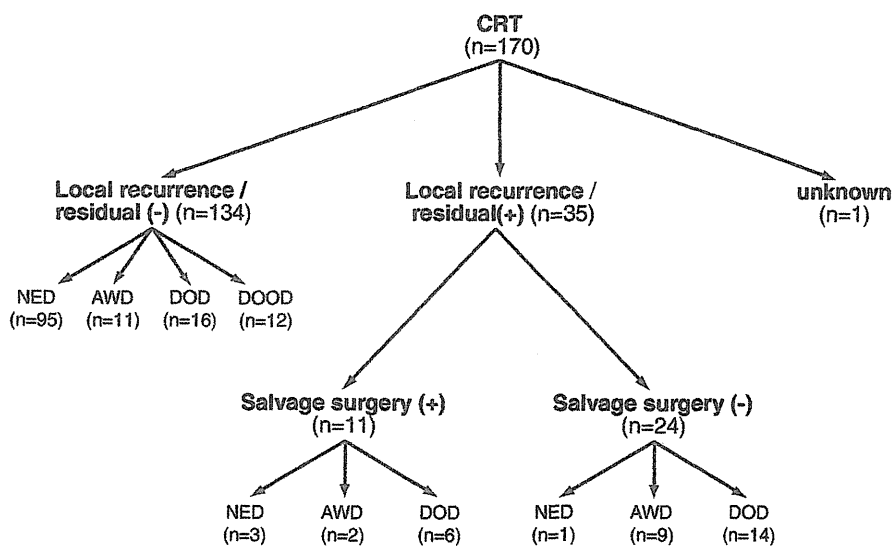 CRT
(n=170)
Local recurrence /
residual (-) (n=134)
Local recurrence /
residual(+) (n=35)
unknown
(n=1)
NED
(n=95)
AWD
(n=11)
DOD
(n=16)
DOOD
(n=12)
Salvage surgery (+)
(n=11)
Salvage surgery (-)
(n=24)
NED
(n=3)
AWD
(n=2)
DOD
(n=6)
NED
(n=1)
AWD
(n=9)
DOD
(n=14)